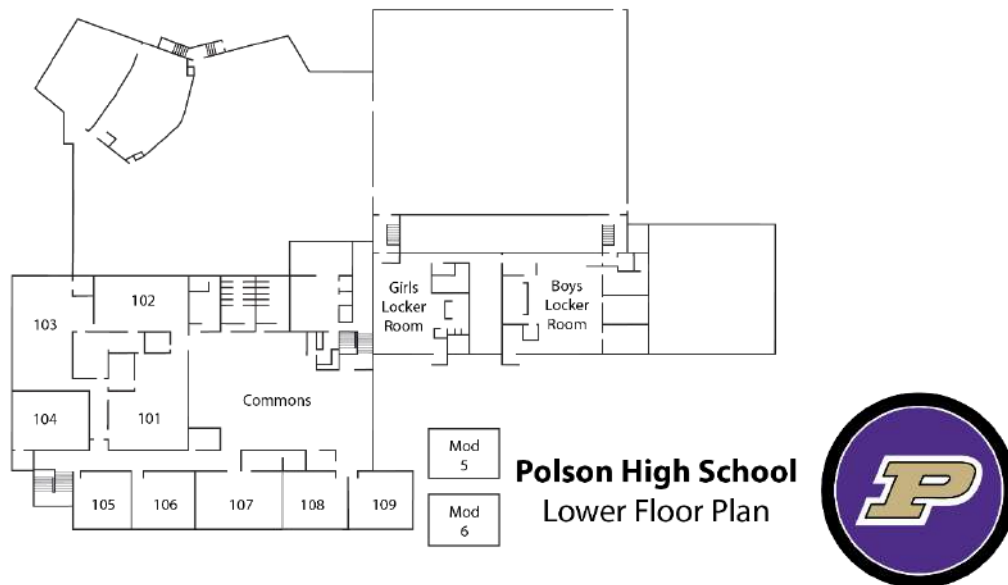 102
103
Girls
Locker
Room
Boys
Locker
Room
104
101
Commons
105
106
107
108
109
Mod
5
Mod
6
Polson High School
Lower Floor Plan
P